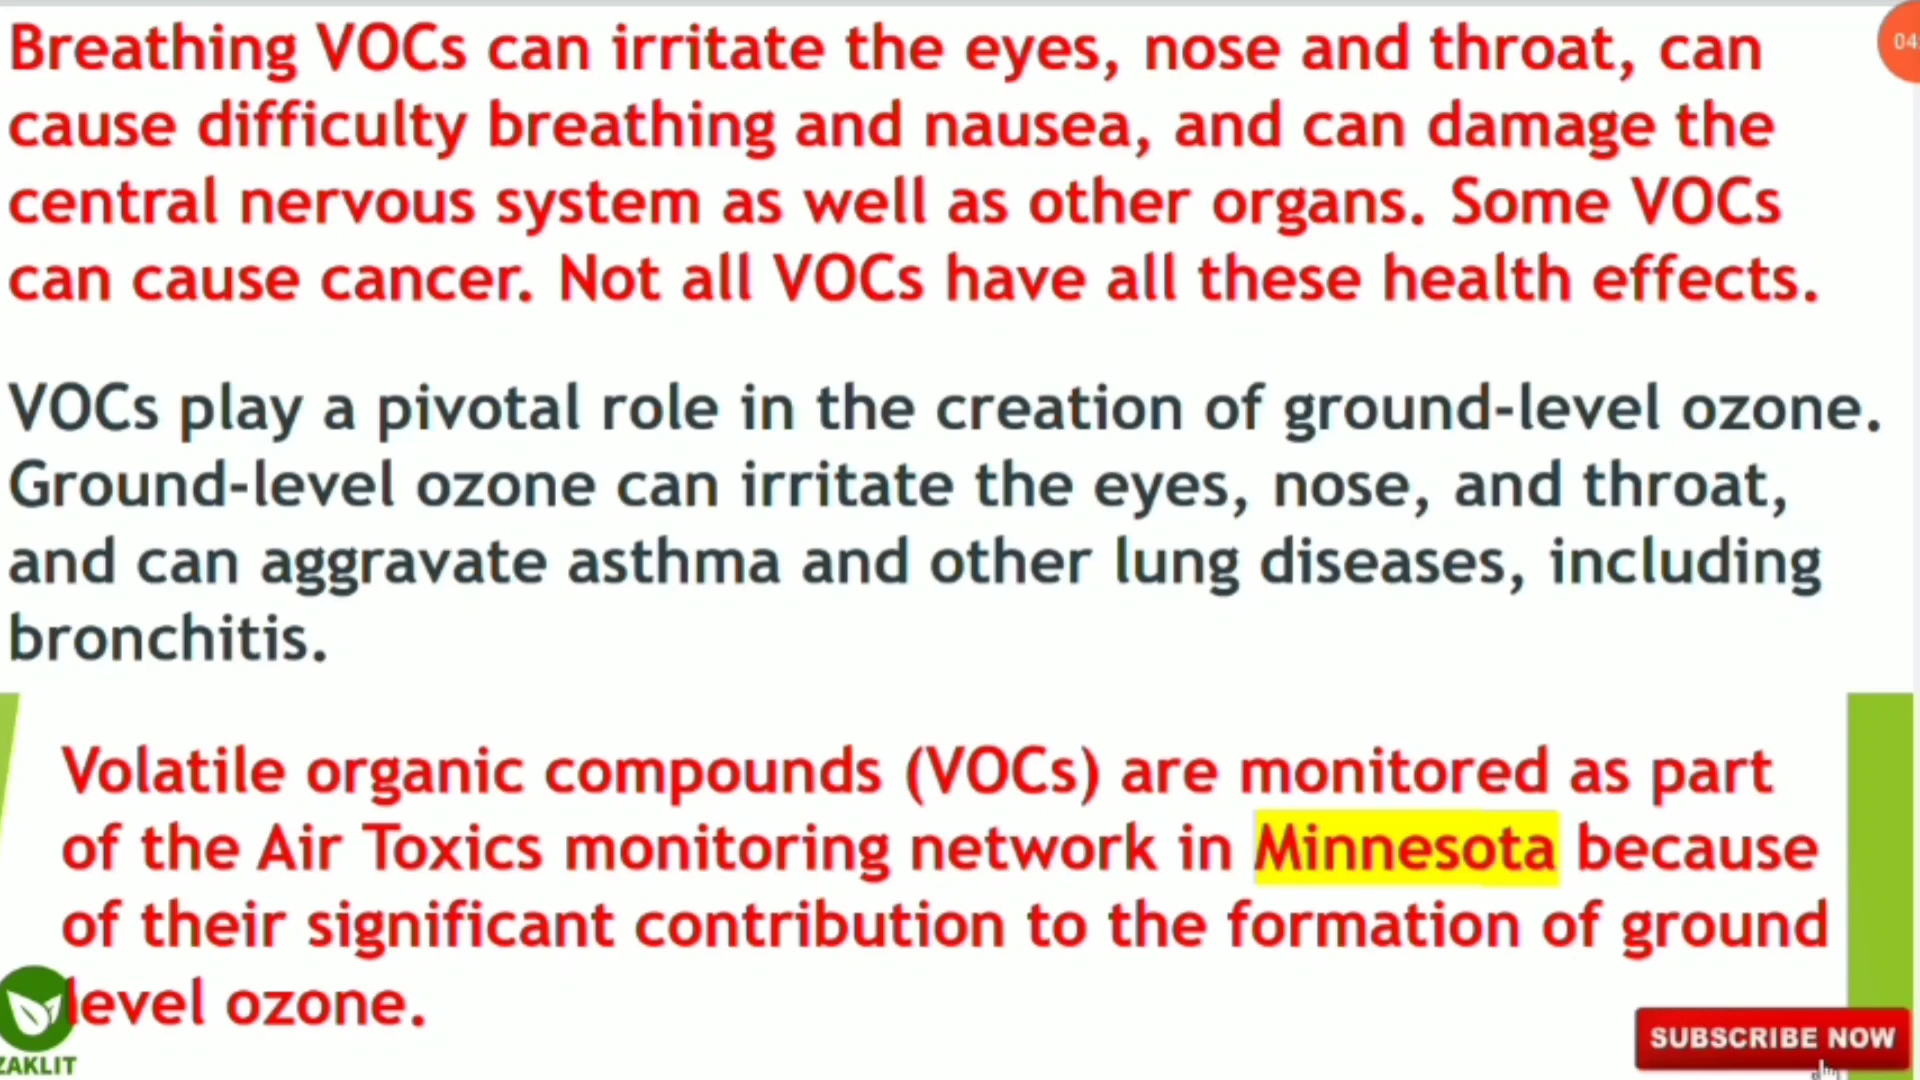 Breathing VOCs can irritate the eyes, nose and throat, can
04
cause difficulty breathing and nausea, and can damage the
central nervous system as well as other organs. Some VOCs
can cause cancer. Not all VOCs have all these health effects.
VOCs play a pivotal role in the creation of ground-level ozone.
Ground-level ozone can irritate the eyes, nose, and throat,
and can aggravate asthma and other lung diseases, including
bronchitis.
Volatile organic compounds (VOCs) are monitored as part
of the Air Toxics monitoring network in Minnesota because
of their significant contribution to the formation of ground
level ozone.
ZAKLIT
SUBSCRIBE NOW